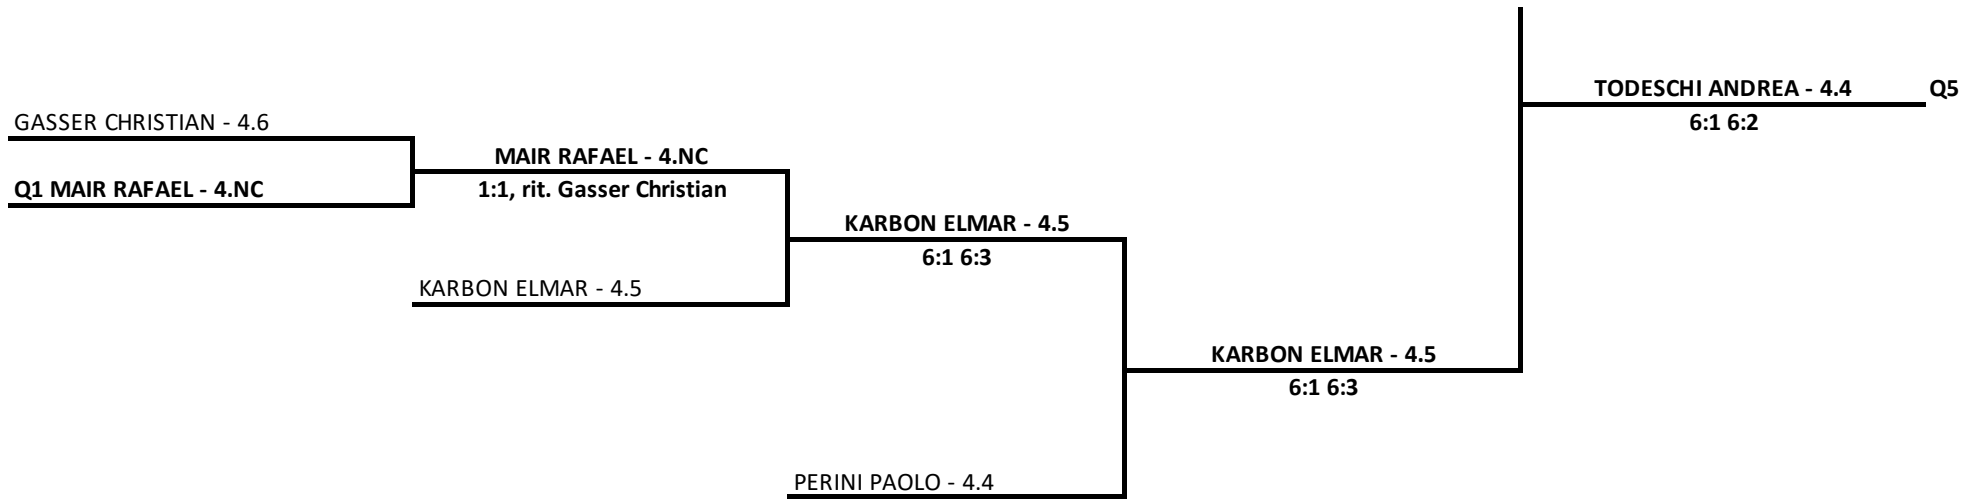 TODESCHI ANDREA - 4.4 Q5
6:1 6:2
GASSER CHRISTIAN - 4.6
MAIR RAFAEL - 4.NC
Q1 MAIR RAFAEL - 4.NC
1:1, rit. Gasser Christian
KARBON ELMAR - 4.5
6:1 6:3
KARBON ELMAR - 4.5
KARBON ELMAR - 4.5
6:1 6:3
PERINI PAOLO - 4.4